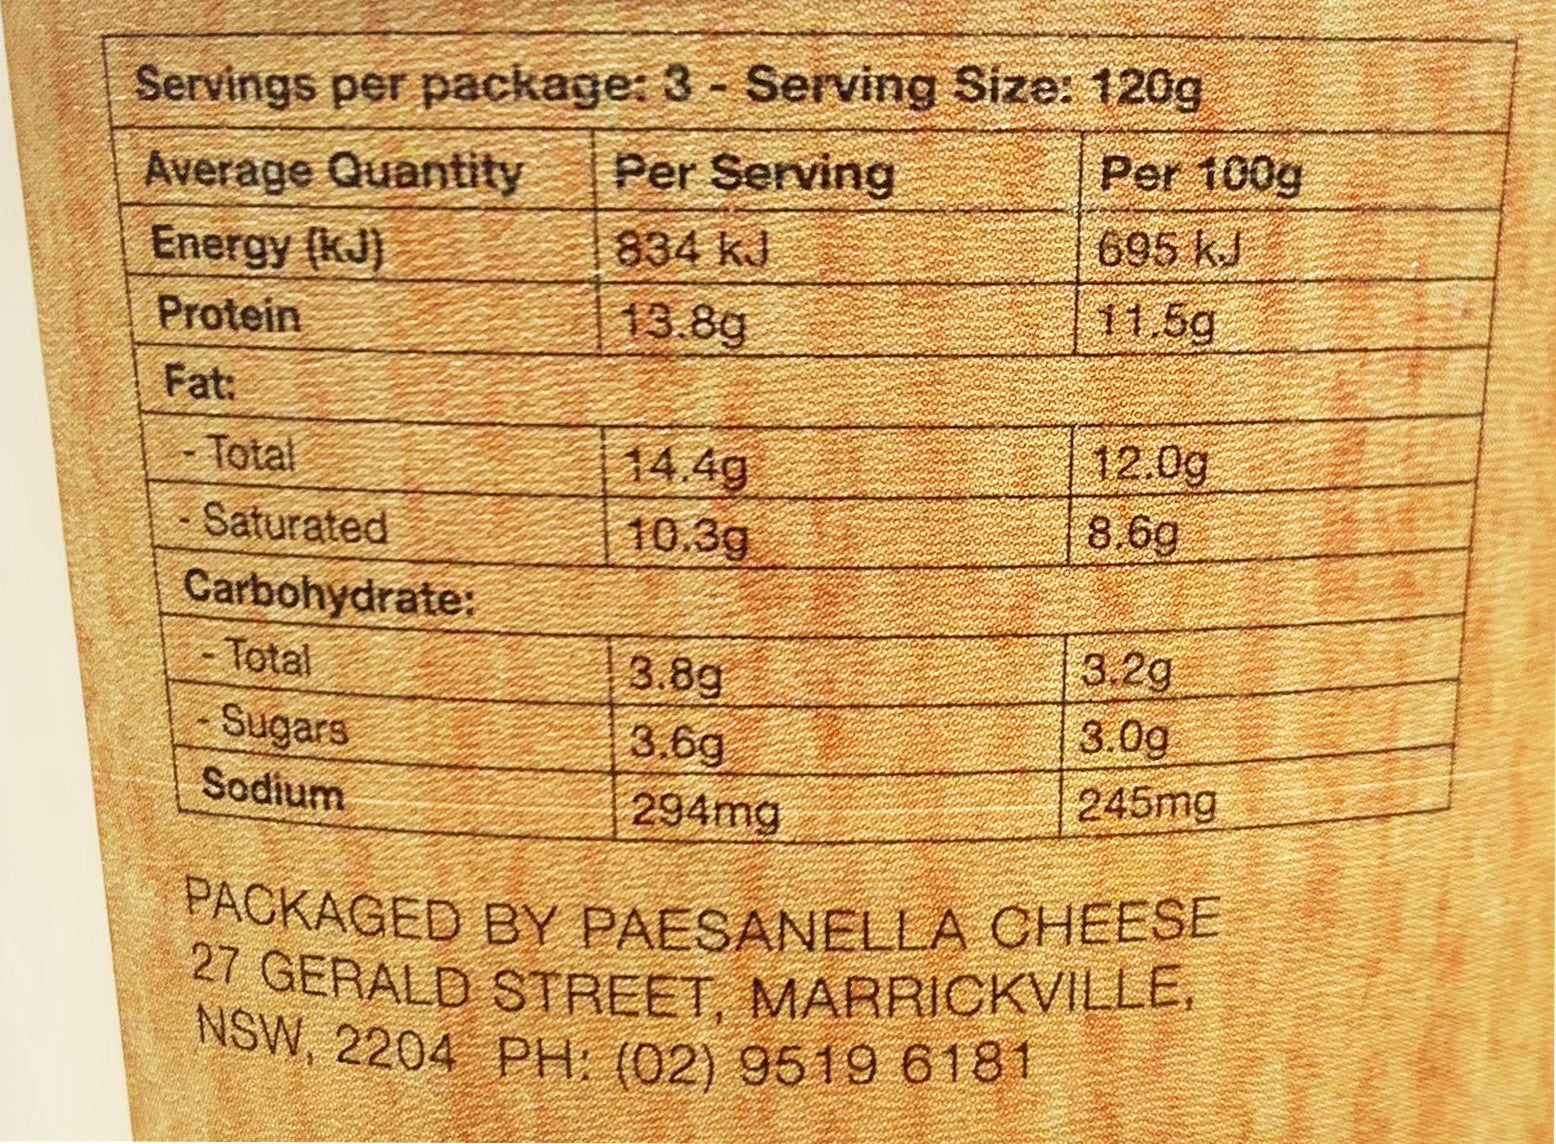 Servings per package: 3 - Serving Size: 120g
Average Quantity Per Serving Per 100g
Energy (kJ) 834 kJ 695 kJ
Protein 13.8g 11.5g
Fat:
- Total 14.4g 12.0g
- Saturated 10.3g 8.6g
Carbohydrate:
- Total 3.8g 3.2g
- Sugars 3.6g 3.0g
Sodium 294mg 245mg
PACKAGED BY PAESANELLA CHEESE
27 GERALD STREET, MARRICKVILLE,
NSW, 2204 PH: (02) 9519 6181